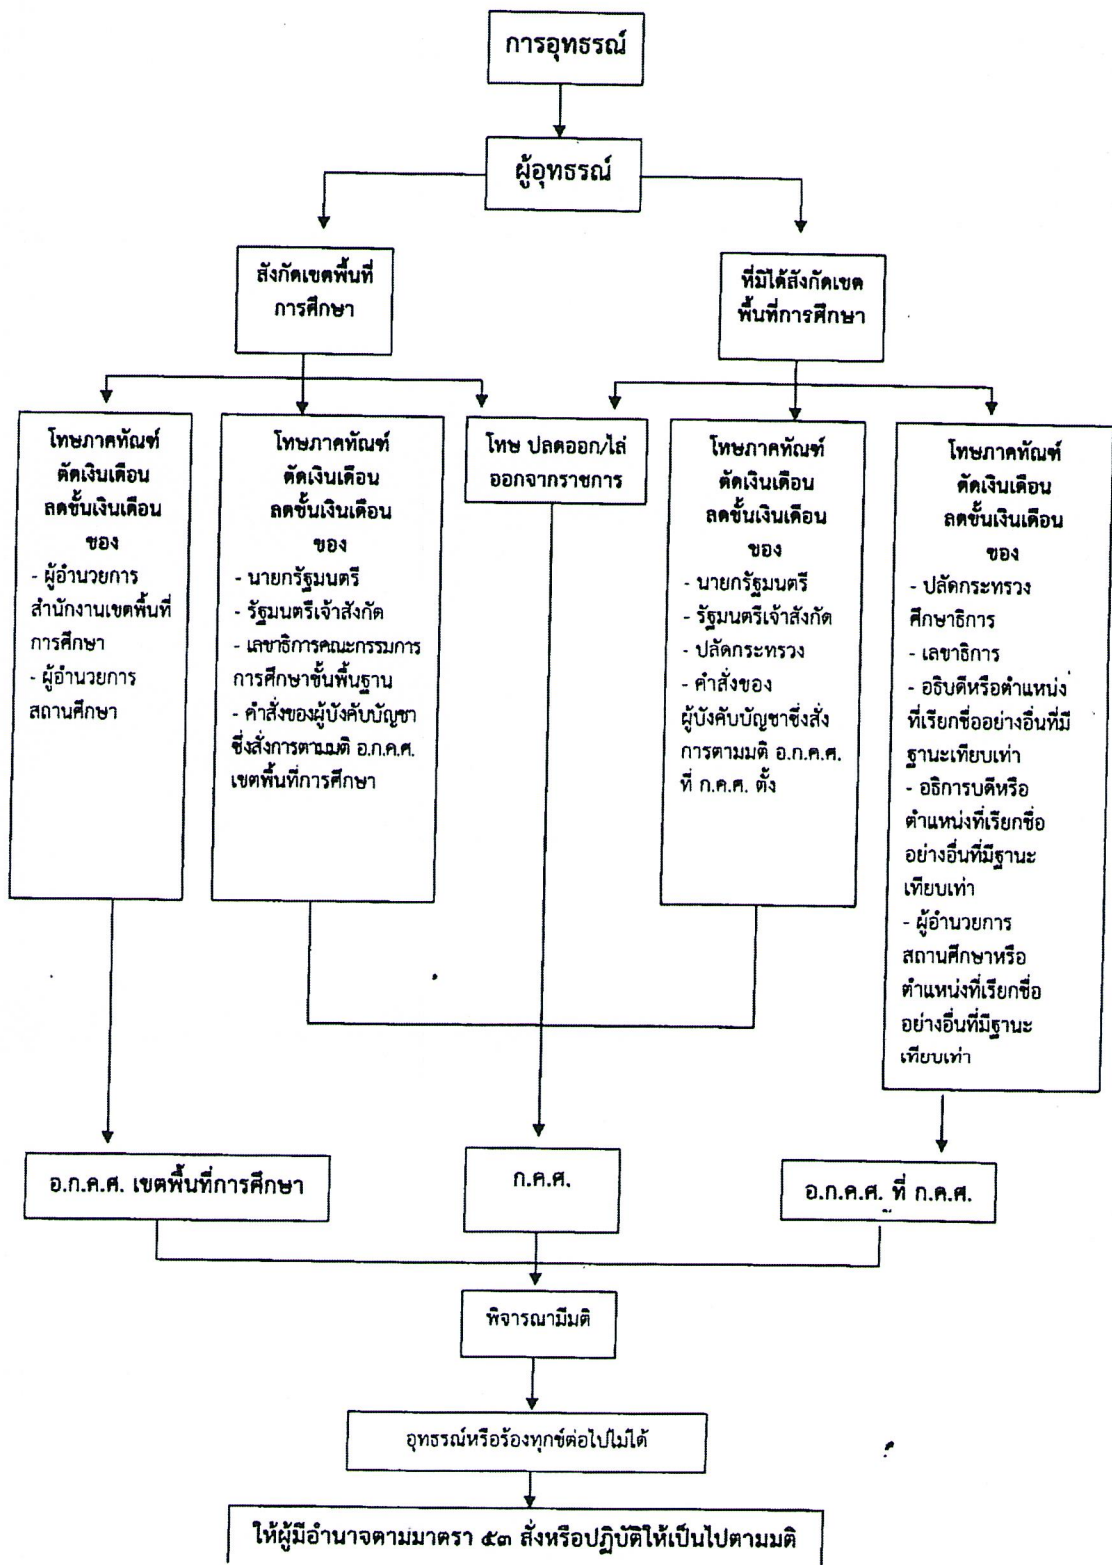 การอุทธรณ์
ผู้อุทธรณ์
สังกัดเขตพื้นที่
การศึกษา
ที่มิได้สังกัดเขต
พื้นที่การศึกษา
โทษภาคทัณฑ์
ตัดเงินเดือน
ลดขั้นเงินเดือน
ของ
- ผู้อำนวยการ
สำนักงานเขตพื้นที่
การศึกษา
- ผู้อำนวยการ
สถานศึกษา
โทษภาคทัณฑ์
ตัดเงินเดือน
ลดขั้นเงินเดือน
ของ
- นายกรัฐมนตรี
- รัฐมนตรีเจ้าสังกัด
- เลขาธิการคณะกรรมการ
การศึกษาขั้นพื้นฐาน
- คำสั่งของผู้บังคับบัญชา
ซึ่งสั่งการตามมติ อ.ก.ค.ศ.
เขตพื้นที่การศึกษา
โทษ ปลดออก/ไล่
ออกจากราชการ
โทษภาคทัณฑ์
ตัดเงินเดือน
ลดขั้นเงินเดือน
ของ
- นายกรัฐมนตรี
- รัฐมนตรีเจ้าสังกัด
- ปลัดกระทรวง
- คำสั่งของ
ผู้บังคับบัญชาซึ่งสั่ง
การตามมติ อ.ก.ค.ศ.
ที่ ก.ค.ศ. ตั้ง
โทษภาคทัณฑ์
ตัดเงินเดือน
ลดขั้นเงินเดือน
ของ
- ปลัดกระทรวง
ศึกษาธิการ
- เลขาธิการ
- อธิบดีหรือตำแหน่ง
ที่เรียกชื่ออย่างอื่นที่มี
ฐานะเทียบเท่า
- อธิการบดีหรือ
ตำแหน่งที่เรียกชื่อ
อย่างอื่นที่มีฐานะ
เทียบเท่า
- ผู้อำนวยการ
สถานศึกษาหรือ
ตำแหน่งที่เรียกชื่อ
อย่างอื่นที่มีฐานะ
เทียบเท่า
อ.ก.ค.ศ. เขตพื้นที่การศึกษา
ก.ค.ศ.
อ.ก.ค.ศ. ที่ ก.ค.ศ.
พิจารณามีมติ
อุทธรณ์หรือร้องทุกข์ต่อไปไม่ได้
ให้ผู้มีอำนาจตามมาตรา ๕๓ สั่งหรือปฏิบัติให้เป็นไปตามมติ